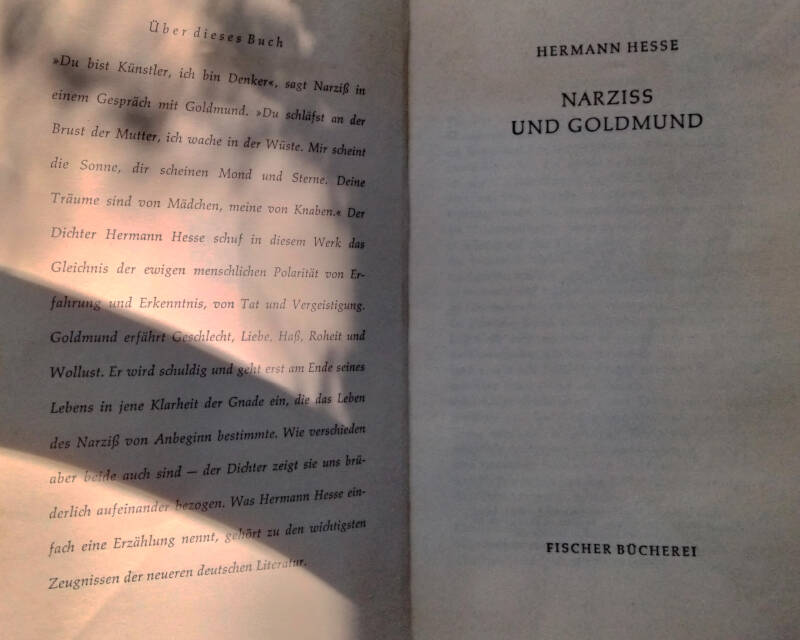 Über dieses Buch
»Du bist Künstler, ich bin Denker«, sagt Narziß in
einem Gespräch mit Goldmund. »Du schläfst an der
Brust der Mutter, ich wache in der Wüste. Mir scheint
die Sonne, dir scheinen Mond und Sterne. Deine
Träume sind von Mädchen, meine von Knaben.« Der
Dichter Hermann Hesse schuf in diesem Werk das
Gleichnis der ewigen menschlichen Polarität von Er-
fahrung und Erkenntnis, von Tat und Vergeistigung.
Goldmund erfährt Geschlecht, Liebe, Haß, Roheit und
Wollust. Er wird schuldig und geht erst am Ende seines
Lebens in jene Klarheit der Gnade ein, die das Leben
des Narziß von Anbeginn bestimmte. Wie verschieden
aber beide auch sind — der Dichter zeigt sie uns brü-
derlich aufeinander bezogen. Was Hermann Hesse ein-
fach eine Erzählung nennt, gehört zu den wichtigsten
Zeugnissen der neueren deutschen Literatur.
HERMANN HESSE
NARZISS
UND GOLDMUND
FISCHER BÜCHEREI